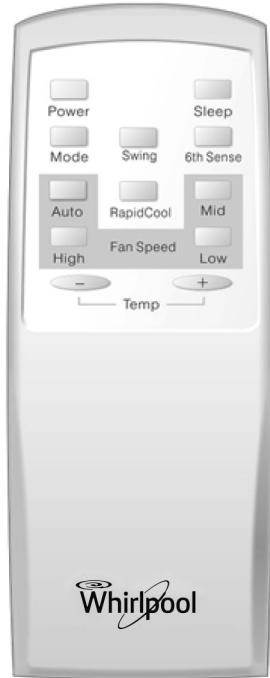 Power Sleep
Mode Swing 6th Sense
Auto RapidCool Mid
Fan Speed
High Low
− +
Temp
Whirlpool